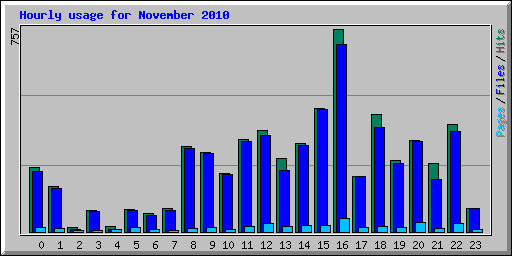 Hourly usage for November 2010
757
Pages / Files / Hits
0 1 2 3 4 5 6 7 8 9 10 11 12 13 14 15 16 17 18 19 20 21 22 23